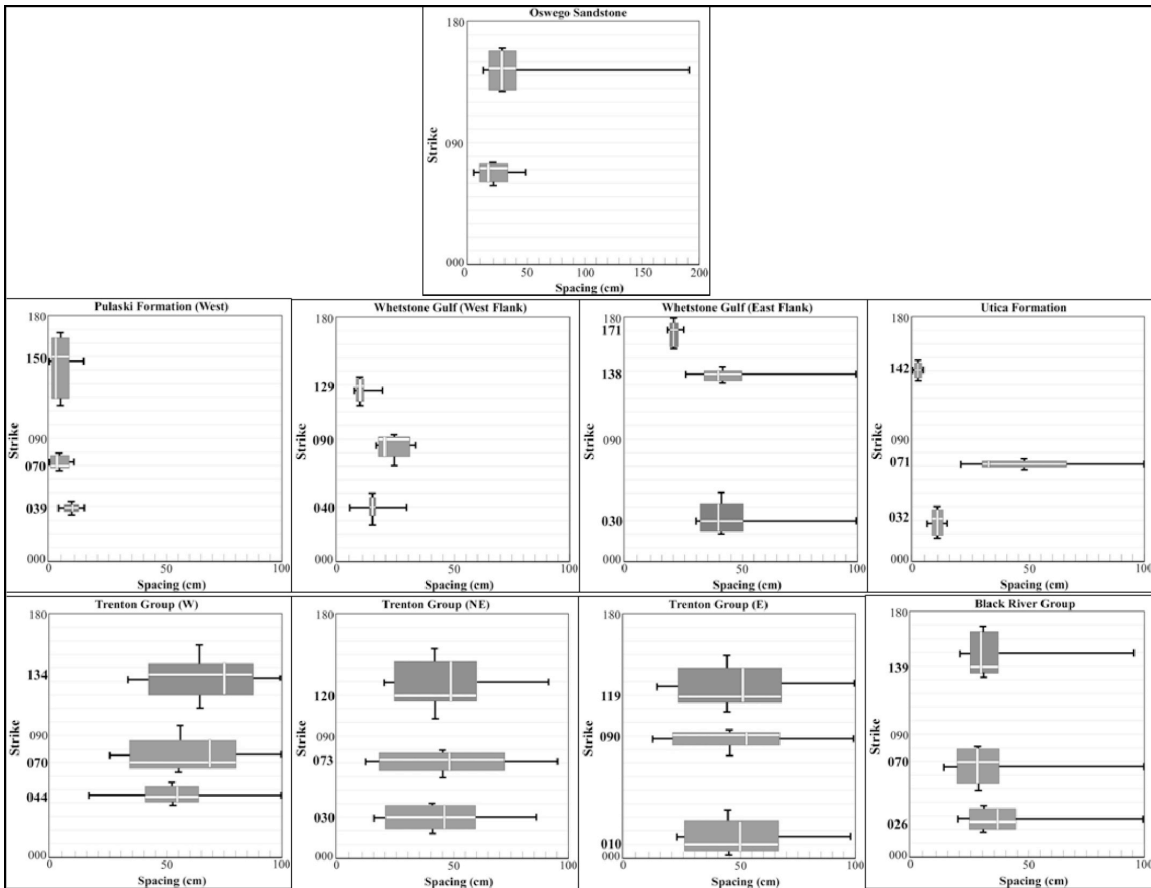 Oswego Sandstone
180
090
000
Strike
0 50 100 150 200
Spacing (cm)
Pulaski Formation (West)
180
150
090
070
039
000
Strike
0 50 100
Spacing (cm)
Whetstone Gulf (West Flank)
180
129
090
040
000
Strike
0 50 100
Spacing (cm)
Whetstone Gulf (East Flank)
180
171
138
090
030
000
Strike
0 50 100
Spacing (cm)
Utica Formation
180
142
090
071
032
000
Strike
0 50 100
Spacing (cm)
Trenton Group (W)
180
134
090
070
044
000
Strike
0 50 100
Spacing (cm)
Trenton Group (NE)
180
120
090
073
030
000
Strike
0 50 100
Spacing (cm)
Trenton Group (E)
180
119
090
010
000
Strike
0 50 100
Spacing (cm)
Black River Group
180
139
090
070
026
000
Strike
0 50 100
Spacing (cm)